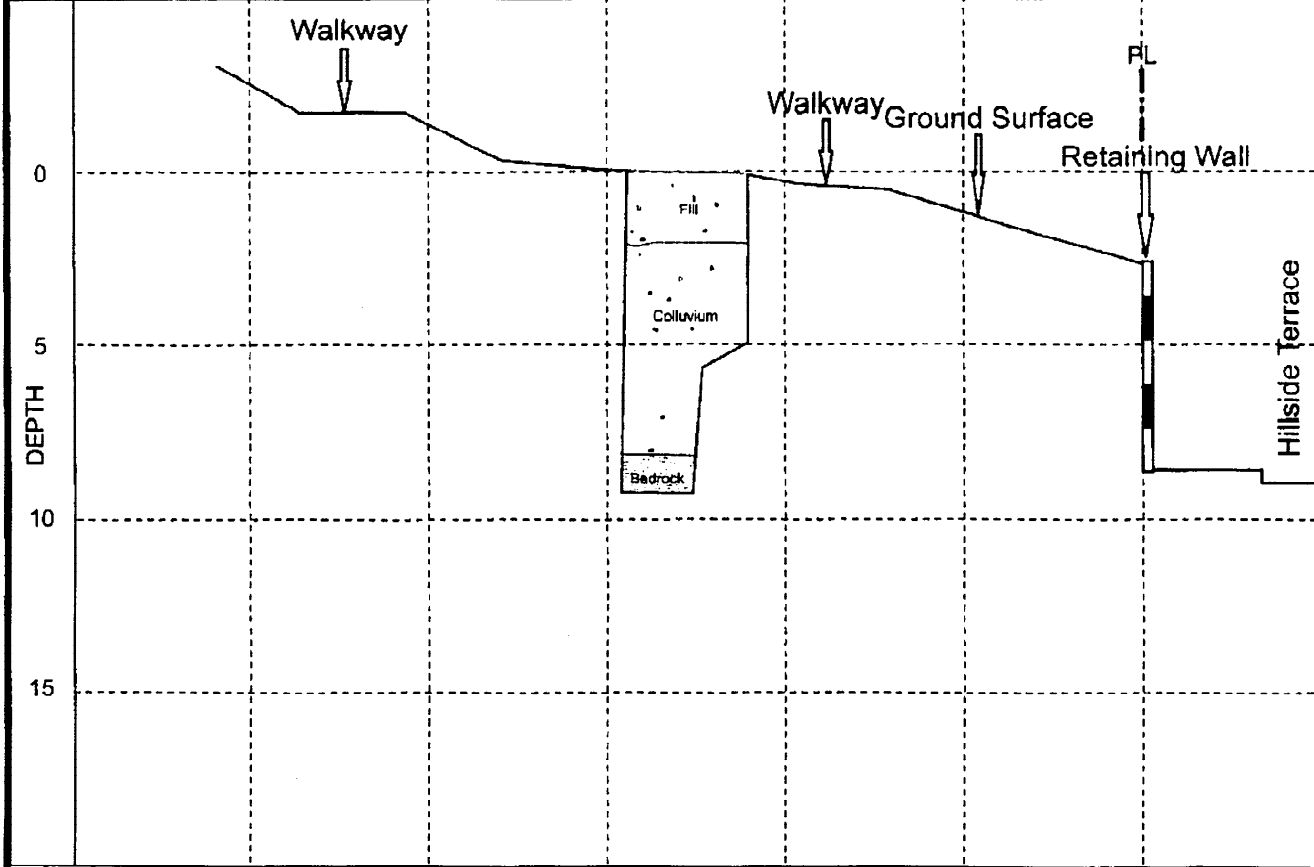 Walkway
PL
Walkway
Ground Surface
Retaining Wall
0
Fill
Colluvium
5
DEPTH
Hillside Terrace
Bedrock
10
15